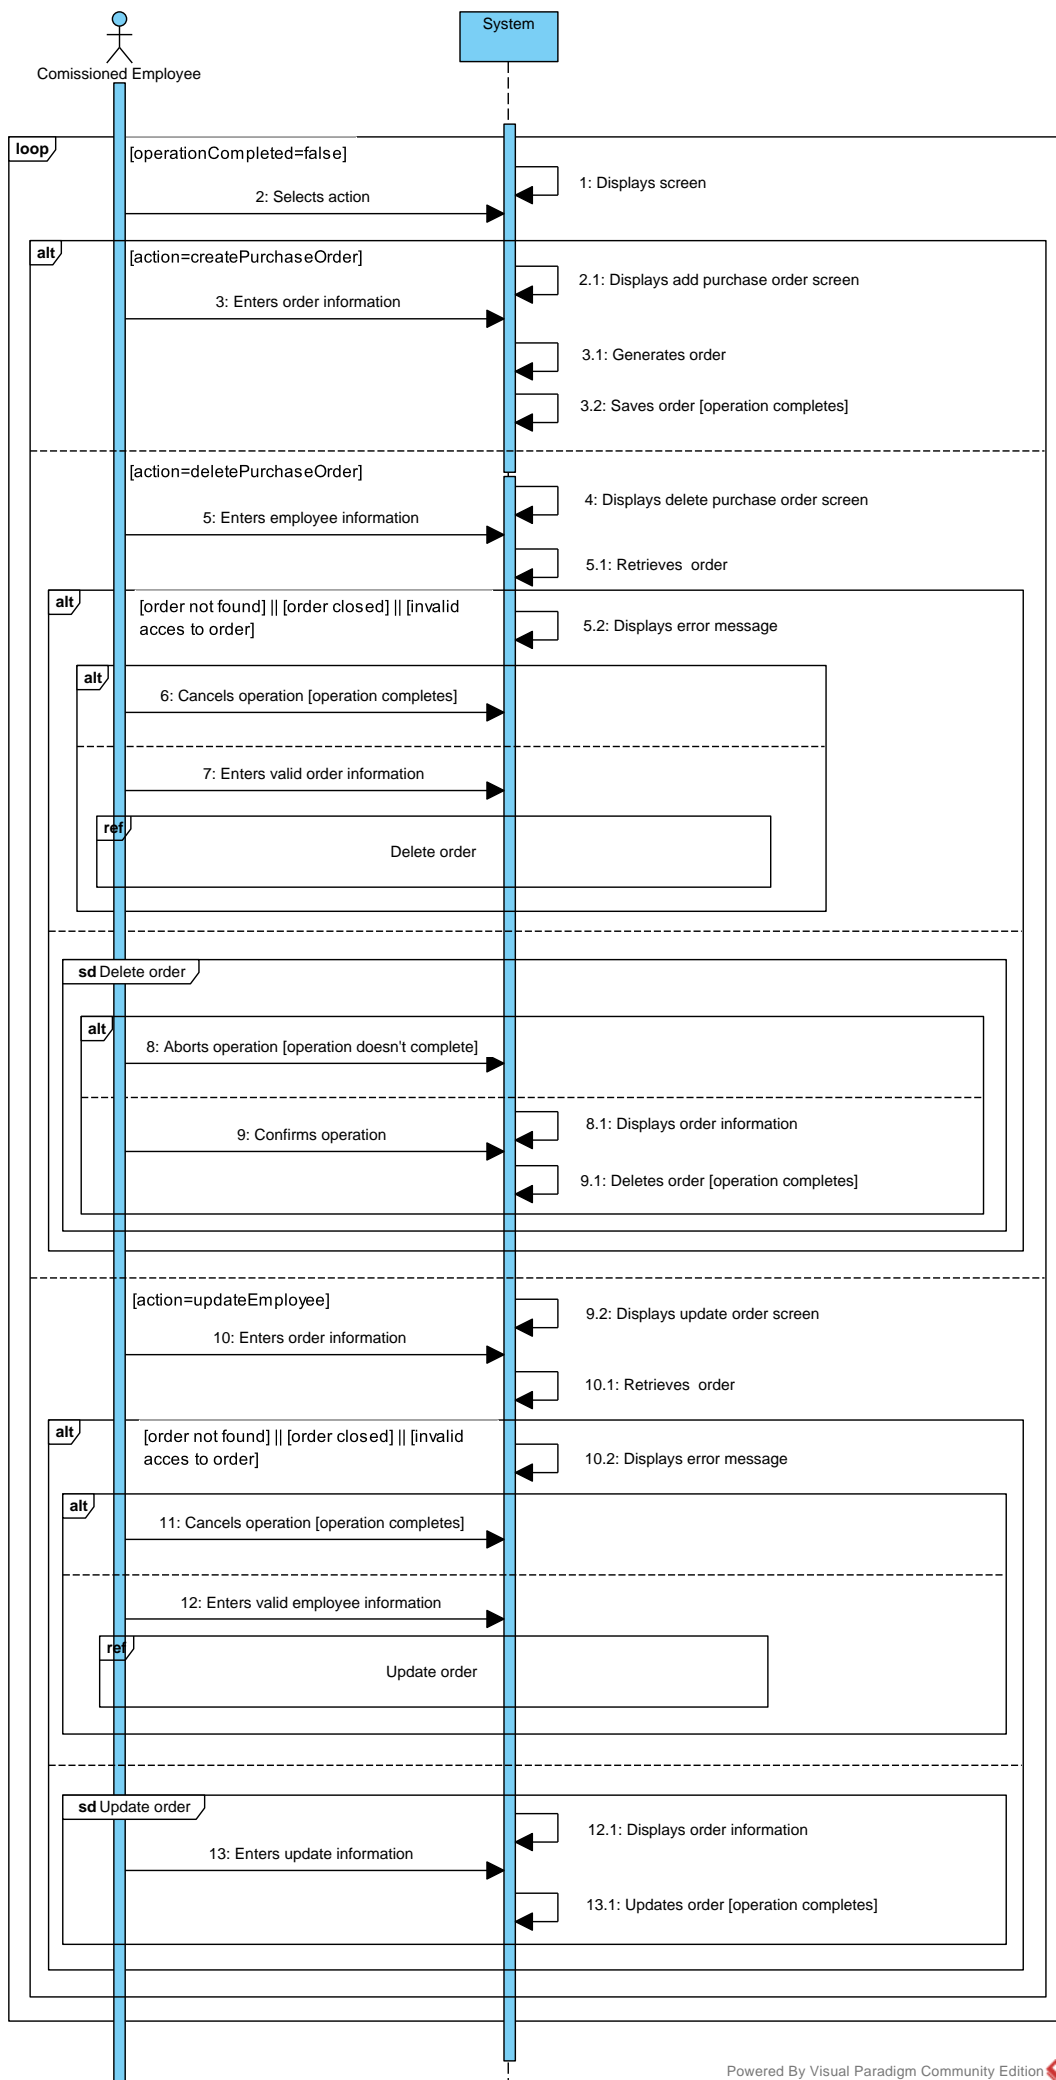 System
Comissioned Employee
loop
[operationCompleted=false]
1: Displays screen
2: Selects action
alt
[action=createPurchaseOrder]
2.1: Displays add purchase order screen
3: Enters order information
3.1: Generates order
3.2: Saves order [operation completes]
[action=deletePurchaseOrder]
4: Displays delete purchase order screen
5: Enters employee information
5.1: Retrieves  order
alt
[order not found] || [order closed] || [invalid
acces to order]
5.2: Displays error message
alt
6: Cancels operation [operation completes]
7: Enters valid order information
ref
Delete order
sd Delete order
alt
8: Aborts operation [operation doesn't complete]
8.1: Displays order information
9: Confirms operation
9.1: Deletes order [operation completes]
[action=updateEmployee]
9.2: Displays update order screen
10: Enters order information
10.1: Retrieves  order
alt
[order not found] || [order closed] || [invalid
acces to order]
10.2: Displays error message
alt
11: Cancels operation [operation completes]
12: Enters valid employee information
ref
Update order
sd Update order
12.1: Displays order information
13: Enters update information
13.1: Updates order [operation completes]
Powered By Visual Paradigm Community Edition